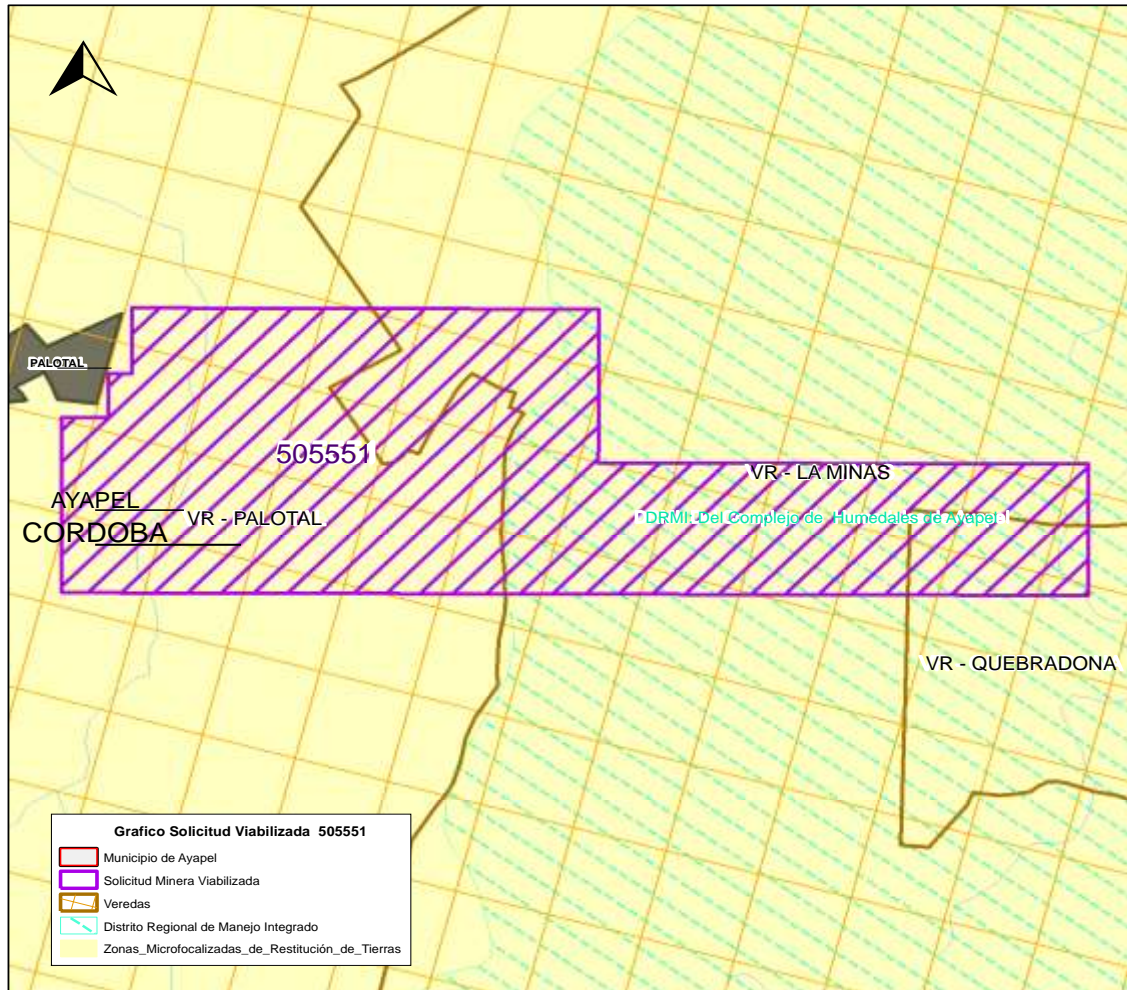 PALOTAL
505551
VR - LA MINAS
AYAPEL
VR - PALOTAL
DRMI: Del Complejo de Humedales de Ayapel
CORDOBA
VR - QUEBRADONA
Grafico Solicitud Viabilizada 505551
Municipio de Ayapel
Solicitud Minera Viabilizada
Veredas
Distrito Regional de Manejo Integrado
Zonas_Microfocalizadas_de_Restitución_de_Tierras